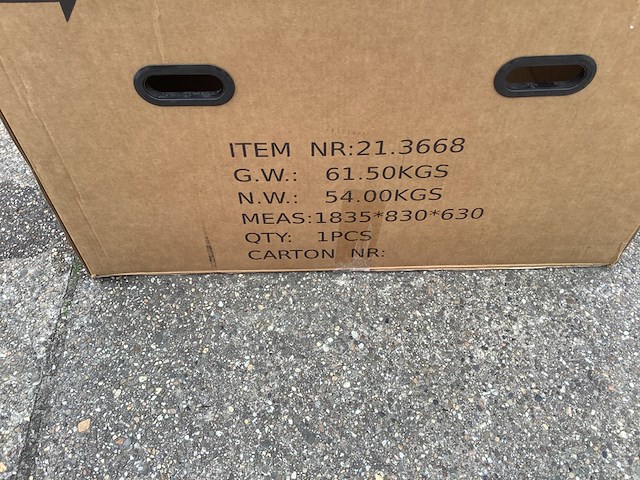 ITEM NR:21.3668
G.W.: 61.50KGS
N.W.: 54.00KGS
MEAS:1835*830*630
QTY: 1PCS
CARTON NR: